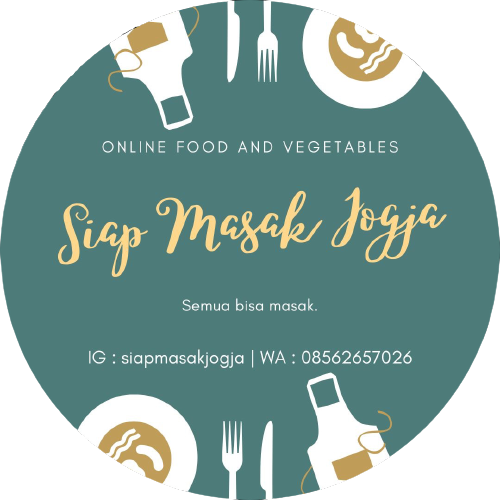 ONLINE FOOD AND VEGETABLES
Siap Masak Jogja
Semua bisa masak.
IG : siapmasakjogja | WA : 08562657026